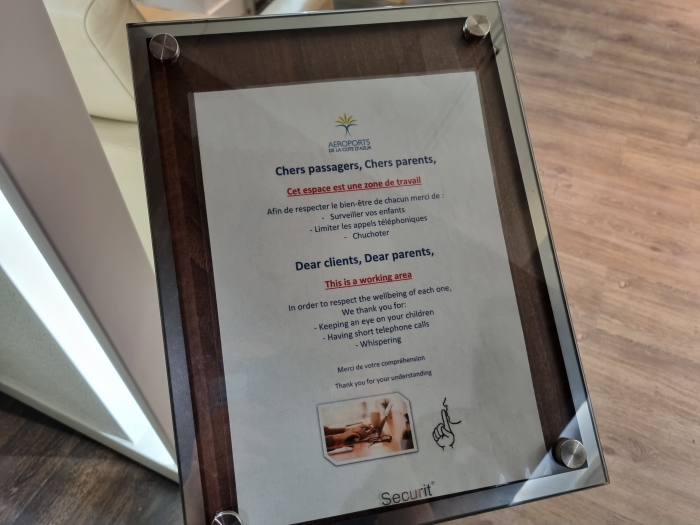 AEROPORTS
DE LA COTE D'AZUR
Chers passagers, Chers parents,
Cet espace est une zone de travail
Afin de respecter le bien-être de chacun merci de :
- Surveiller vos enfants
- Limiter les appels téléphoniques
- Chuchoter
Dear clients, Dear parents,
This is a working area
In order to respect the wellbeing of each one,
We thank you for:
- Keeping an eye on your children
- Having short telephone calls
- Whispering
Merci de votre compréhension
Thank you for your understanding
Securit®